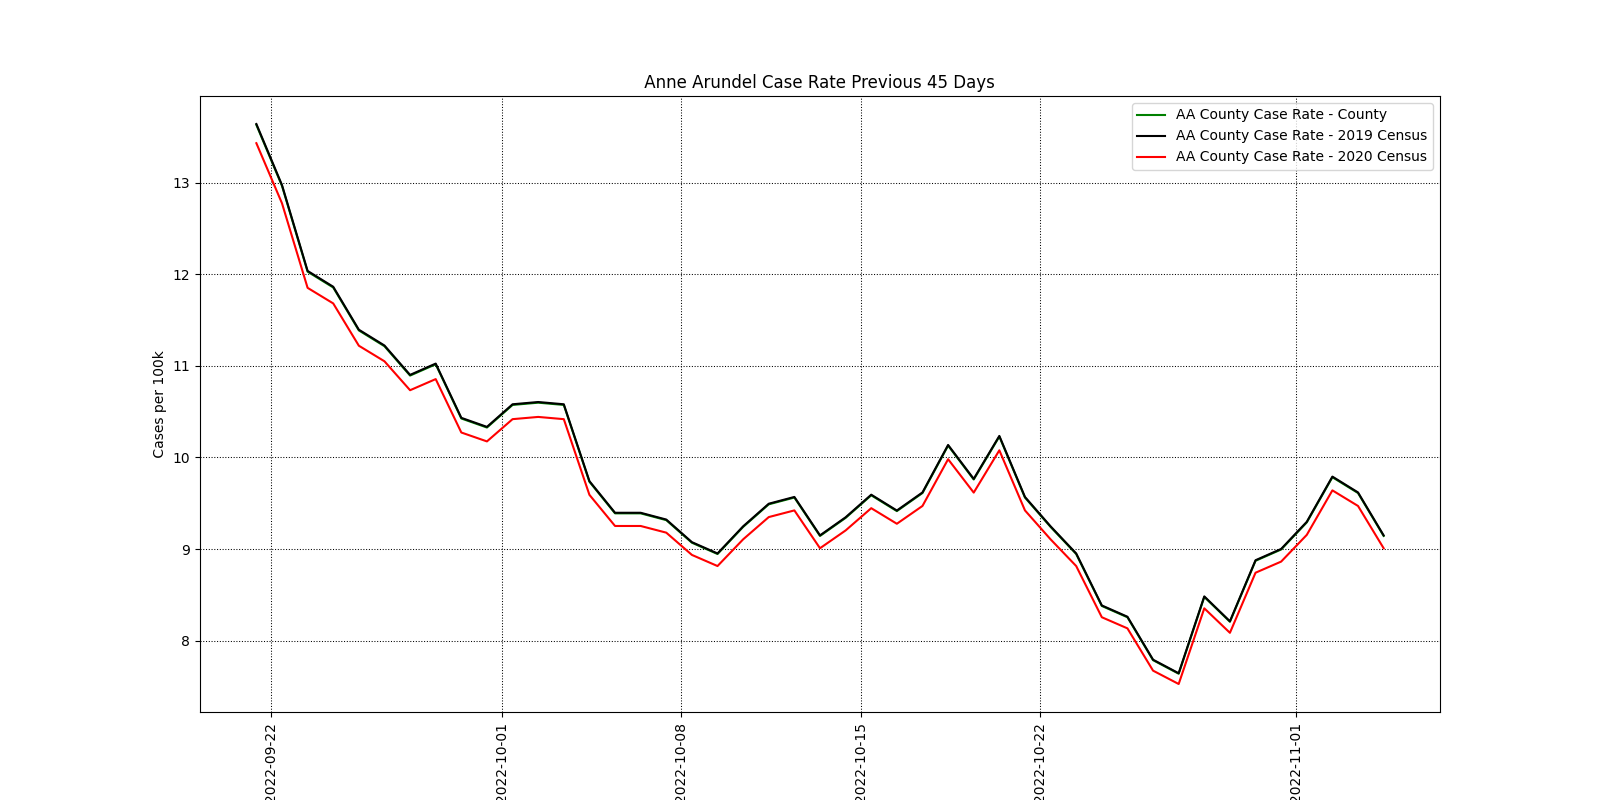 Anne Arundel Case Rate Previous 45 Days
AA County Case Rate - County
AA County Case Rate - 2019 Census
AA County Case Rate - 2020 Census
Cases per 100k
13
12
11
10
9
8
2022-09-22
2022-10-01
2022-10-08
2022-10-15
2022-10-22
2022-11-01